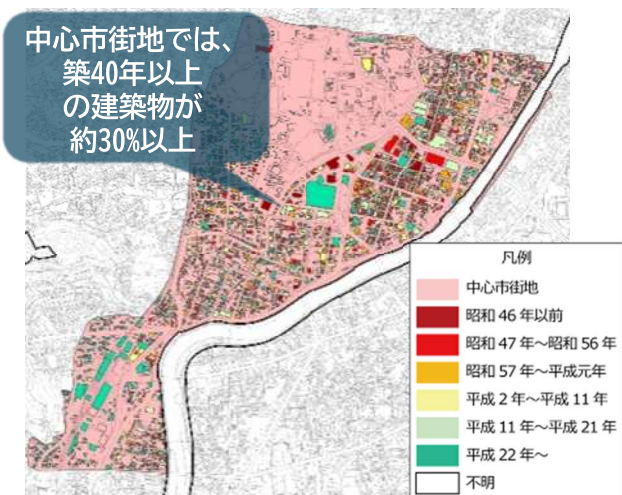 中心市街地では、
築40年以上
の建築物が
約30%以上
凡例
中心市街地
昭和 46 年以前
昭和 47 年～昭和 56 年
昭和 57 年～平成元年
平成 2 年～平成 11 年
平成 11 年～平成 21 年
平成 22 年～
不明